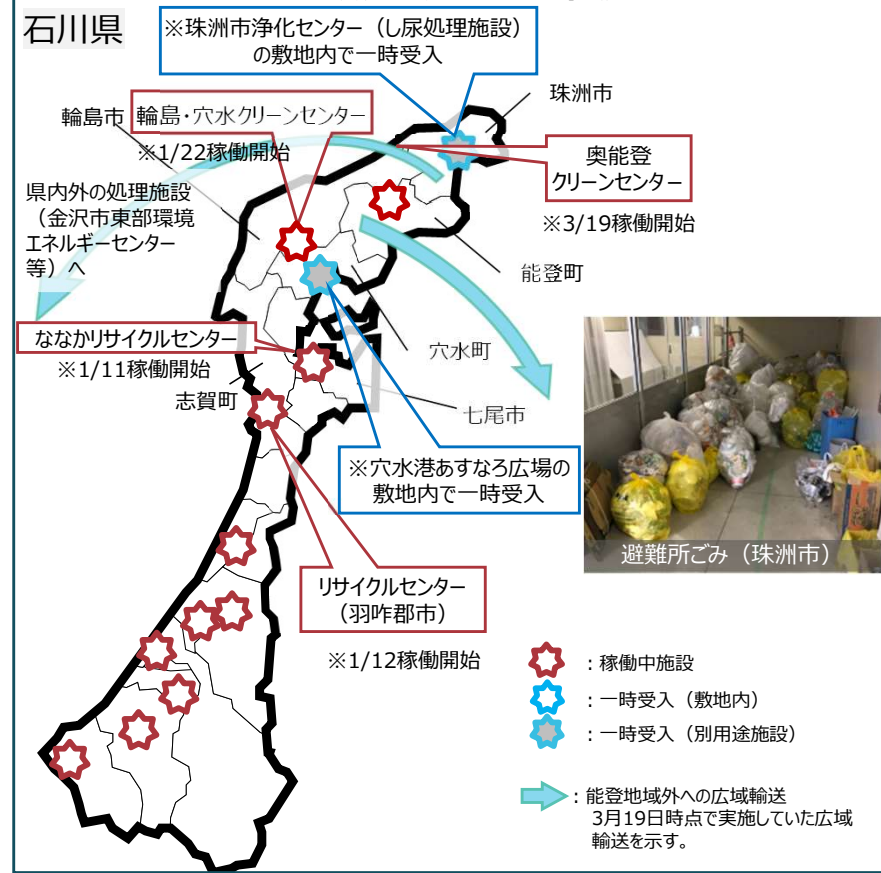 石川県
※珠洲市浄化センター（し尿処理施設）
の敷地内で一時受入
珠洲市
輪島市
輪島・穴水クリーンセンター
※1/22稼働開始
奥能登
クリーンセンター
※3/19稼働開始
県内外の処理施設
（金沢市東部環境
エネルギーセンター
等）へ
能登町
ななかリサイクルセンター
※1/11稼働開始
穴水町
志賀町
七尾市
※穴水港あすなろ広場の
敷地内で一時受入
避難所ごみ（珠洲市）
リサイクルセンター
（羽咋郡市）
※1/12稼働開始
：稼働中施設
：一時受入（敷地内）
：一時受入（別用途施設）
：能登地域外への広域輸送
3月19日時点で実施していた広域
輸送を示す。